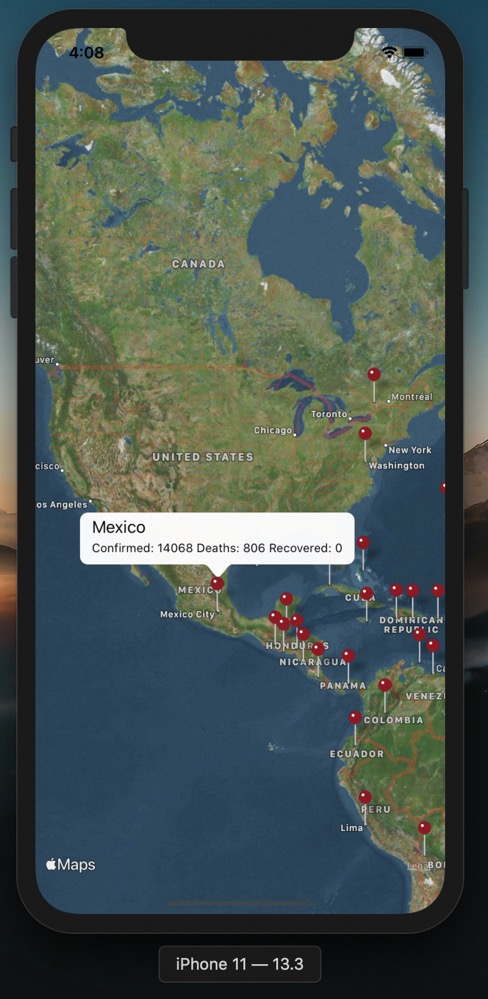 4:08
CANADA
uver
Montréal
Toronto
Chicago
New York
UNITED STATES
Washington
cisco
os Angeles
Mexico
Confirmed: 14068 Deaths: 806 Recovered: 0
MEXICO
CUBA
Mexico City
DOMINICAN
REPUBLIC
HONDURAS
NICARAGUA
Ca
PANAMA
VENEZ
COLOMBIA
ECUADOR
PERU
Lima
BO
Maps
iPhone 11 — 13.3